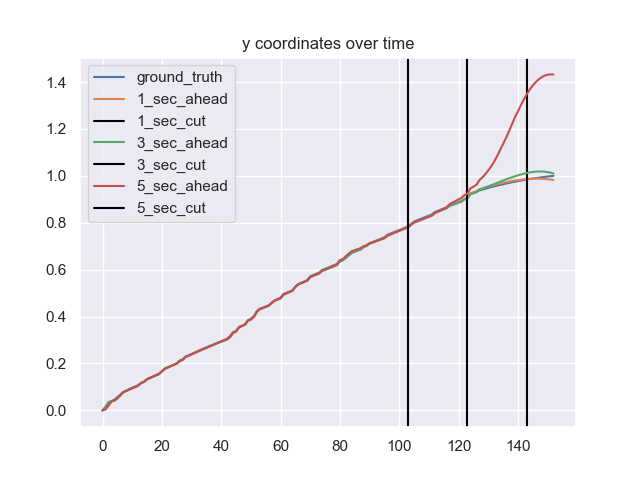 y coordinates over time
ground_truth
1_sec_ahead
1_sec_cut
3_sec_ahead
3_sec_cut
5_sec_ahead
5_sec_cut
1.4
1.2
1.0
0.8
0.6
0.4
0.2
0.0
0 20 40 60 80 100 120 140